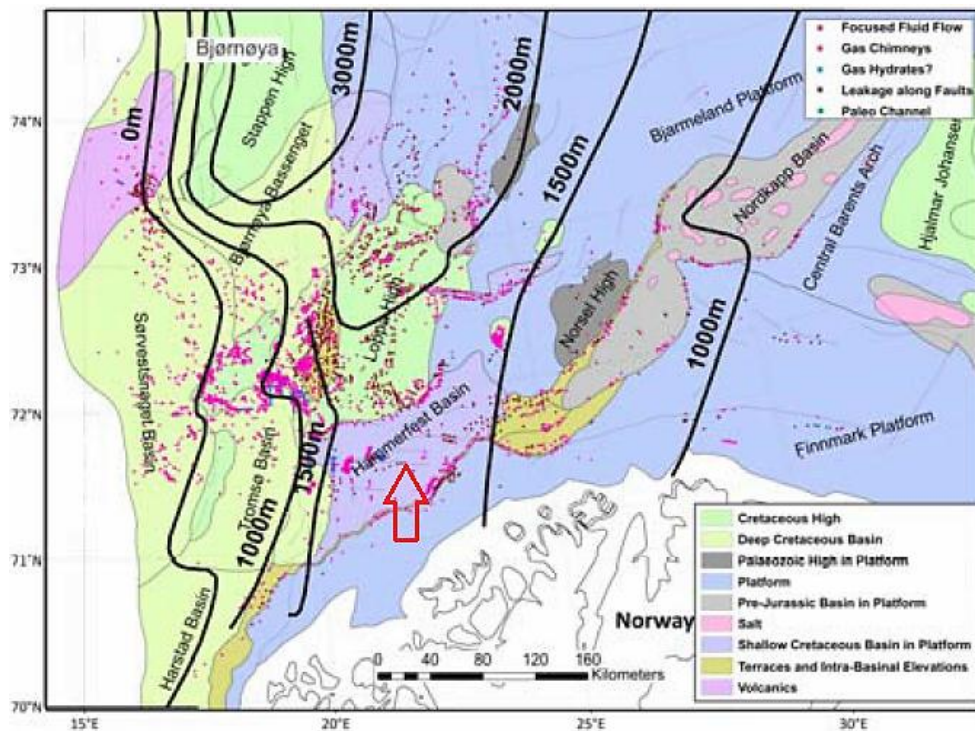 Bjørnøya
Focused Fluid Flow
Gas Chimneys
Gas Hydrates?
Leakage along Faults
Paleo Channel
74°N
73°N
72°N
71°N
70°N
0m
3000m
2000m
1500m
1000m
1500m
1000m
Stappen High
Bjørnøya Bassenget
Bjarmeland Platform
Nordkapp Basin
Central Barents Arch
Hjalmar Johansen
Loppa High
Norsel High
Sørvestsnaget Basin
Hammerfest Basin
Tromsø Basin
Finnmark Platform
Harstad Basin
Norway
0 20 40 80 120 160
Kilometers
Cretaceous High
Deep Cretaceous Basin
Palaeozoic High in Platform
Platform
Pre-Jurassic Basin in Platform
Salt
Shallow Cretaceous Basin in Platform
Terraces and Intra-Basinal Elevations
Volcanics
15°E
20°E
25°E
30°E